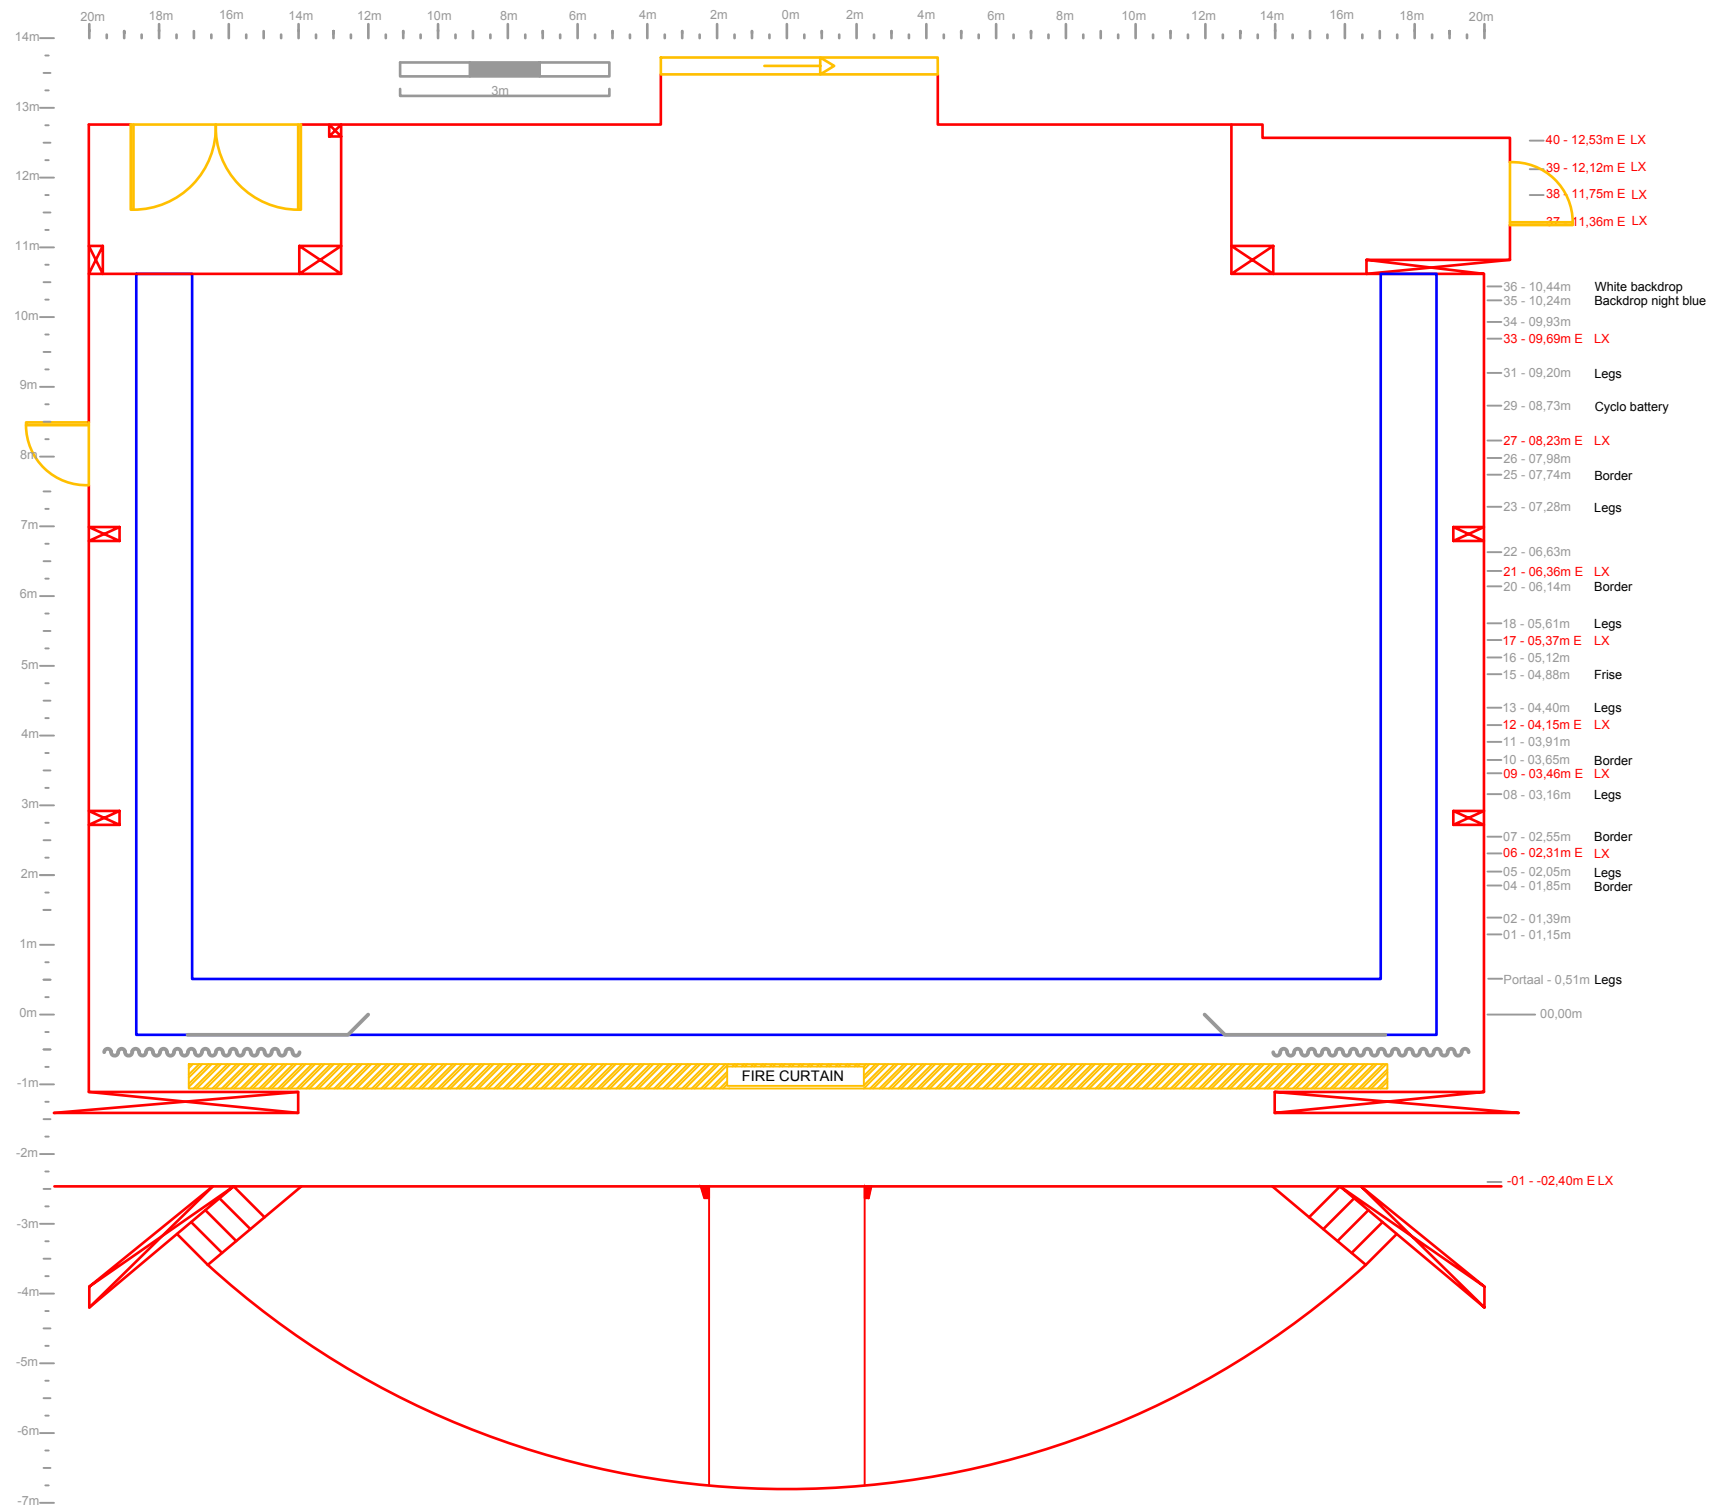 20m 18m 16m 14m 12m 10m 8m 6m 4m 2m 0m 2m 4m 6m 8m 10m 12m 14m 16m 18m 20m
14m
13m
12m
11m
10m
9m
8m
7m
6m
5m
4m
3m
2m
1m
0m
-1m
-2m
-3m
-4m
-5m
-6m
-7m
3m
40 - 12,53m E LX
39 - 12,12m E LX
38 - 11,75m E LX
37 - 11,36m E LX
36 - 10,44m White backdrop
35 - 10,24m Backdrop night blue
34 - 09,93m
33 - 09,69m E LX
31 - 09,20m Legs
29 - 08,73m Cyclo battery
27 - 08,23m E LX
26 - 07,98m
25 - 07,74m Border
23 - 07,28m Legs
22 - 06,63m
21 - 06,36m E LX
20 - 06,14m Border
18 - 05,61m Legs
17 - 05,37m E LX
16 - 05,12m
15 - 04,88m Frise
13 - 04,40m Legs
12 - 04,15m E LX
11 - 03,91m
10 - 03,65m Border
09 - 03,46m E LX
08 - 03,16m Legs
07 - 02,55m Border
06 - 02,31m E LX
05 - 02,05m Legs
04 - 01,85m Border
02 - 01,39m
01 - 01,15m
Portaal - 0,51m Legs
00,00m
FIRE CURTAIN
-01 - -02,40m E LX